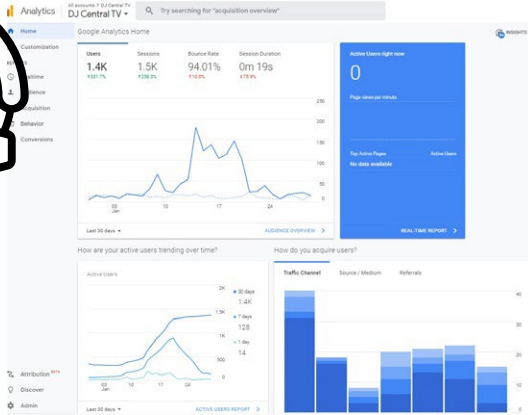 Analytics
All accounts > DJ Central TV
DJ Central TV
Try searching for "acquisition overview"
Home
Customization
Behavior
Conversions
Attribution BETA
Discover
Admin
Google Analytics Home
INSIGHTS
Users
Sessions
Bounce Rate
Session Duration
1.4K
1.5K
94.01%
0m 19s
250
200
150
100
50
0
03
Jan
10
17
24
Last 30 days
AUDIENCE OVERVIEW
Active Users right now
0
Page views per minute
Top Active Pages
Active Users
No data available
REAL-TIME REPORT
How are your active users trending over time?
Active Users
2K
1.5K
1K
500
0
30 days
1.4K
7 days
128
1 day
14
03
Jan
10
17
24
Last 30 days
ACTIVE USERS REPORT
How do you acquire users?
Traffic Channel
Source / Medium
Referrals
40
30
20
10
0